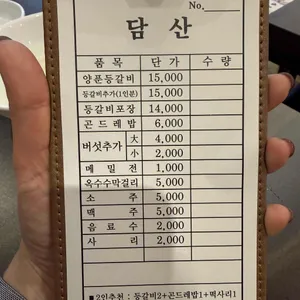 No.
담산
품목 단가 수량
양푼등갈비 15,000
등갈비추가(1인분) 15,000
등갈비포장 14,000
곤드레밥 6,000
버섯추가 大 4,000
小 2,000
메밀전 1,000
옥수수막걸리 5,000
소주 5,000
맥주 5,000
음료수 2,000
사리 2,000
■2인추천 : 등갈비2+곤드레밥1+떡사리1